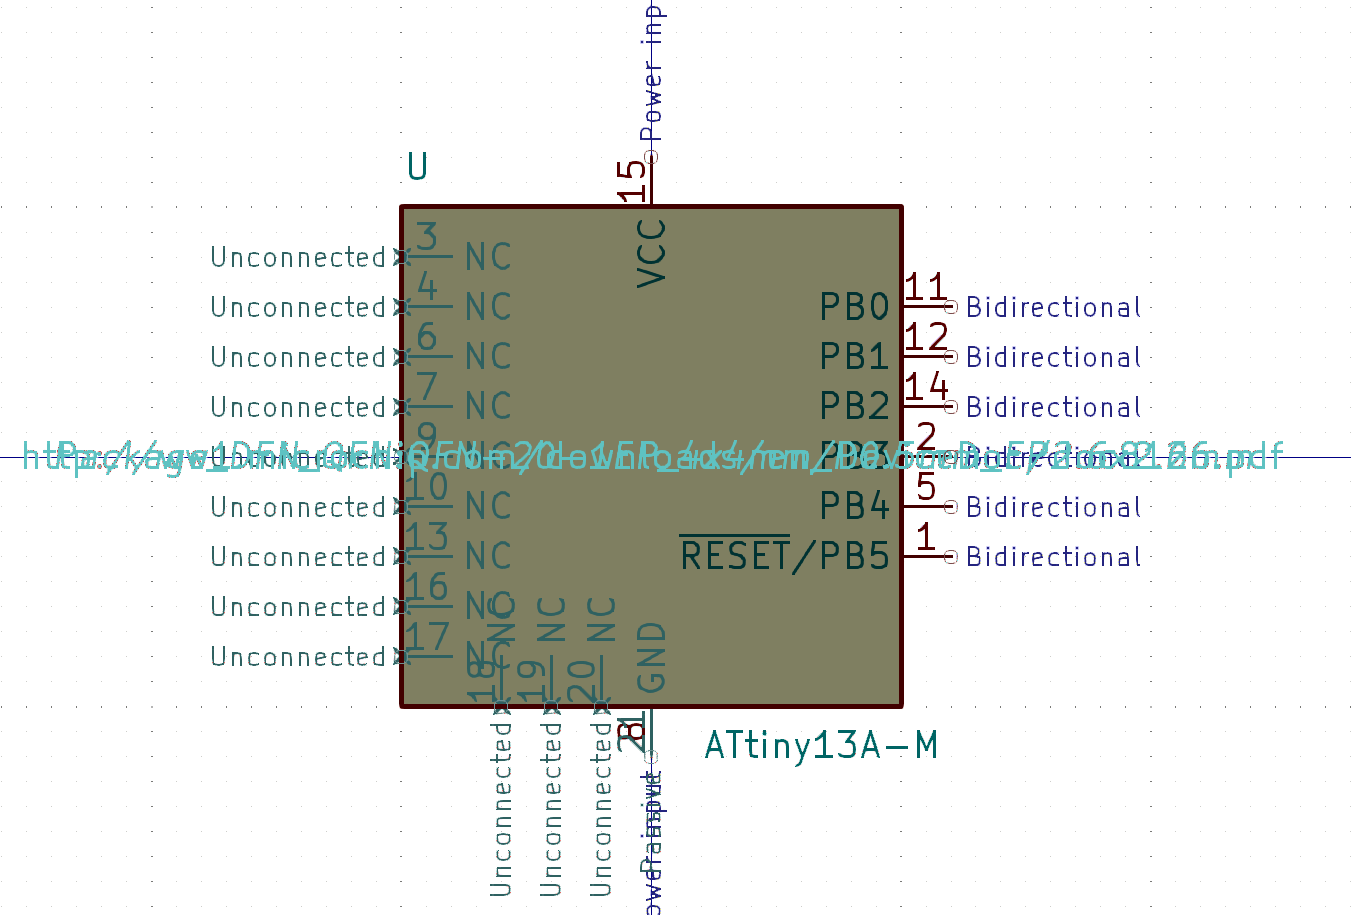 Power inp
15
U
VCC
Unconnected 3 NC
Unconnected 4 NC
PB0 11 Bidirectional
Unconnected 6 NC
PB1 12 Bidirectional
Unconnected 7 NC
PB2 14 Bidirectional
9
PB3 2
Unconnected 10 NC
PB4 5 Bidirectional
Unconnected 13 NC
RESET/PB5 1 Bidirectional
Unconnected 16 NC
Unconnected 17 NC
NC
NC
NC
GND
18
19
20
8
21
ATtiny13A-M
Unconnected
Unconnected
Unconnected